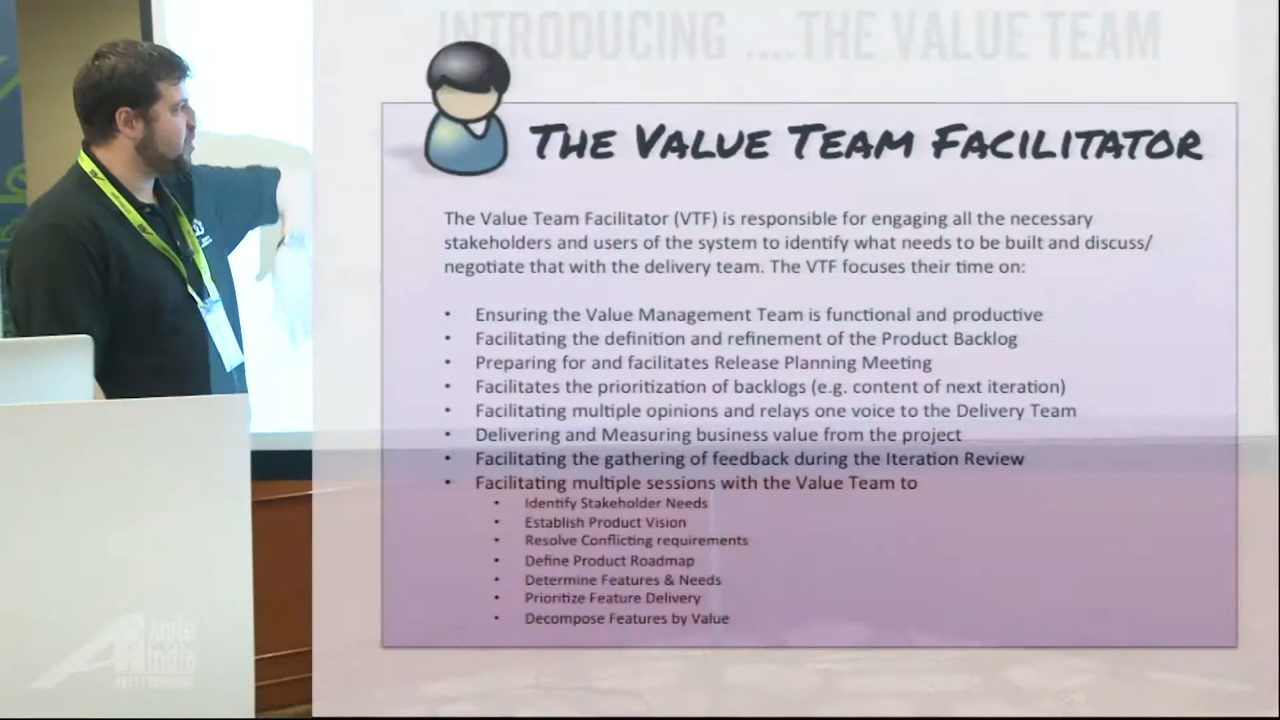 INTRODUCING ....THE VALUE TEAM
THE VALUE TEAM FACILITATOR
The Value Team Facilitator (VTF) is responsible for engaging all the necessary
stakeholders and users of the system to identify what needs to be built and discuss/
negotiate that with the delivery team. The VTF focuses their time on:
• Ensuring the Value Management Team is functional and productive
• Facilitating the definition and refinement of the Product Backlog
• Preparing for and facilitates Release Planning Meeting
• Facilitates the prioritization of backlogs (e.g. content of next iteration)
• Facilitating multiple opinions and relays one voice to the Delivery Team
• Delivering and Measuring business value from the project
• Facilitating the gathering of feedback during the Iteration Review
• Facilitating multiple sessions with the Value Team to
• Identify Stakeholder Needs
• Establish Product Vision
• Resolve Conflicting requirements
• Define Product Roadmap
• Determine Features & Needs
• Prioritize Feature Delivery
• Decompose Features by Value
Agile
India